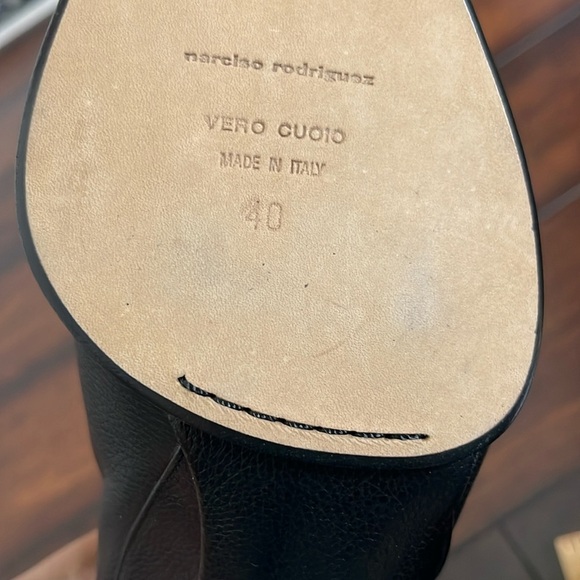 narciso rodriguez
VERO CUOIO
MADE IN ITALY
40